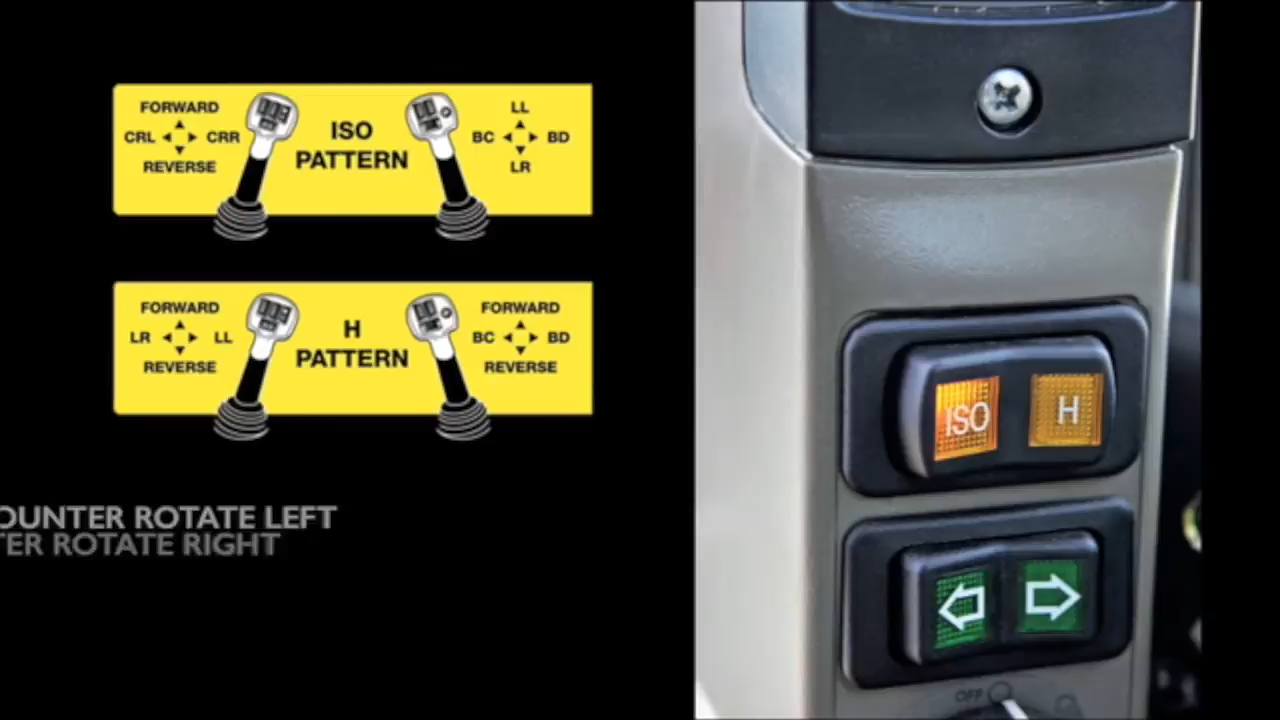 FORWARD
CRL CRR
REVERSE
ISO
PATTERN
LL
BC BD
LR
FORWARD
LR LL
REVERSE
H
PATTERN
FORWARD
BC BD
REVERSE
OUNTER ROTATE LEFT
TER ROTATE RIGHT
ISO H
OFF